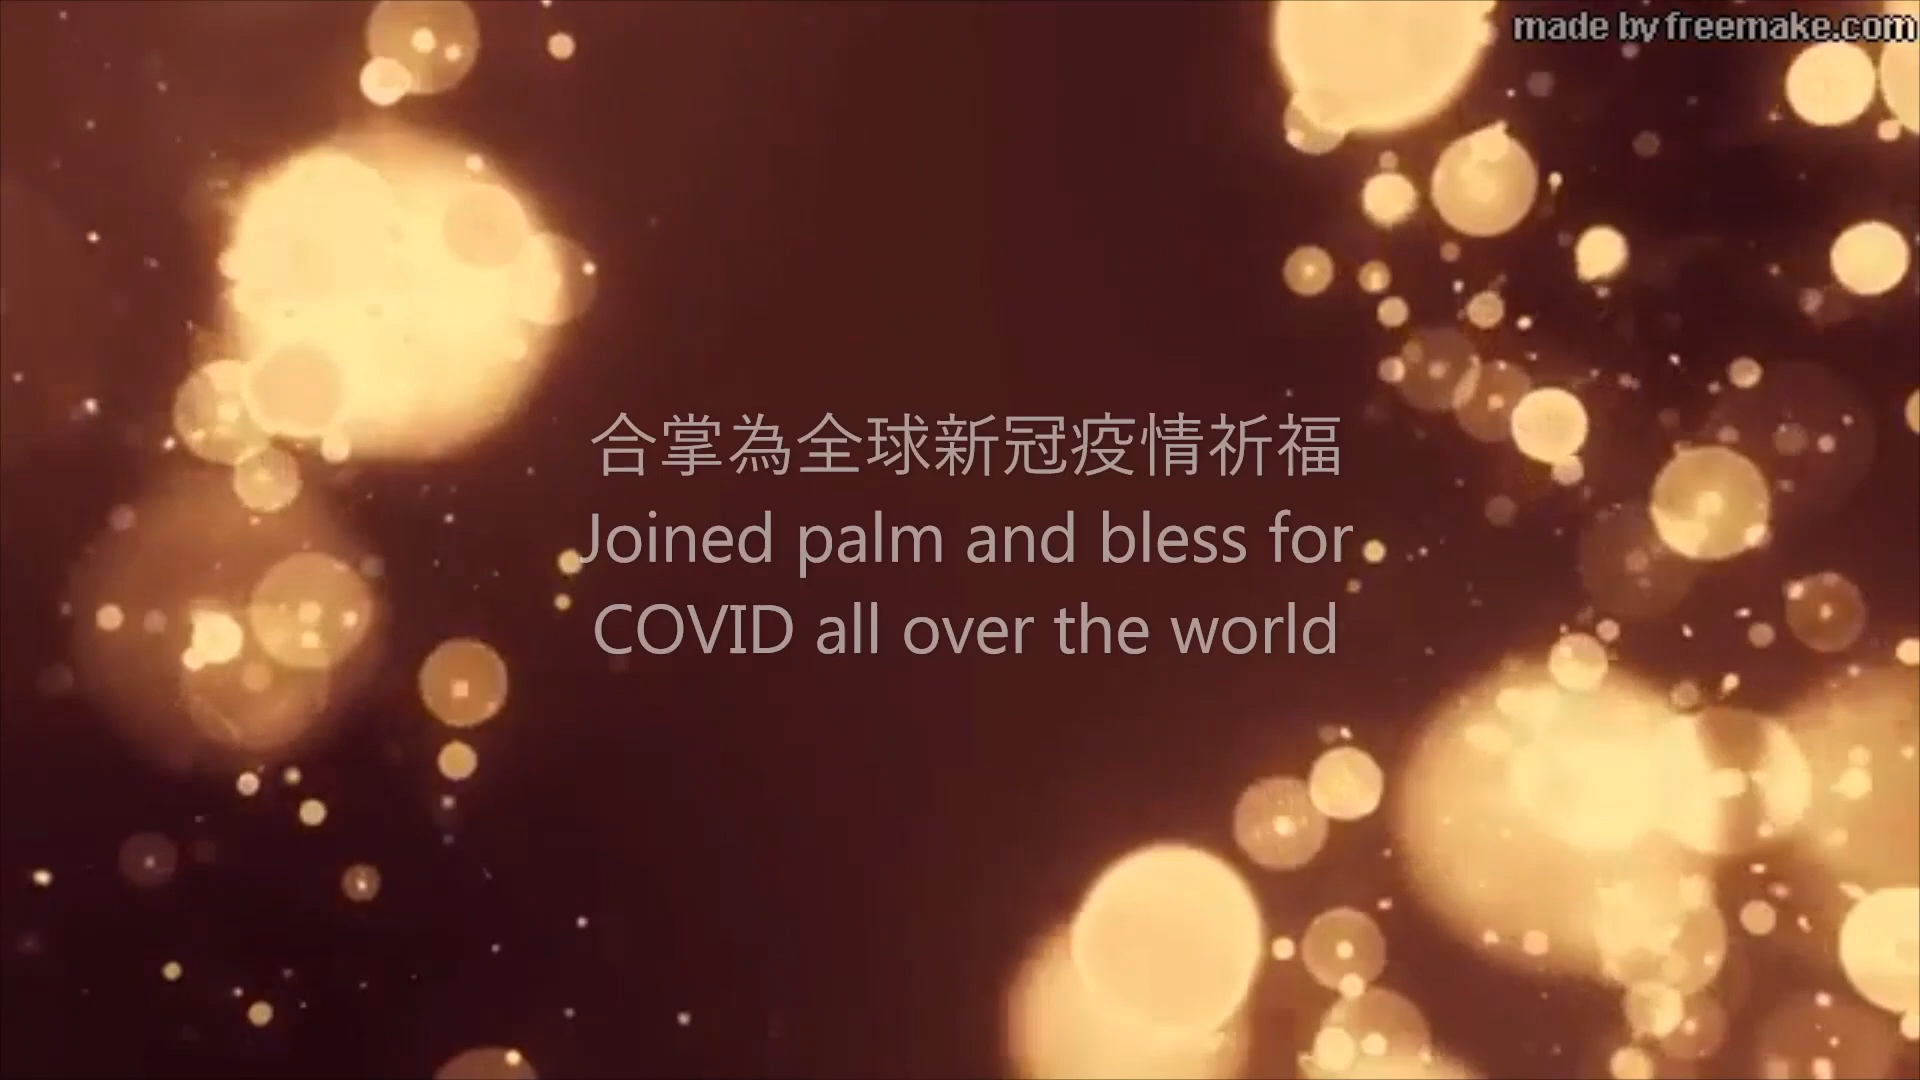 made by freemake.com
合掌為全球新冠疫情祈福
Joined palm and bless for
COVID all over the world